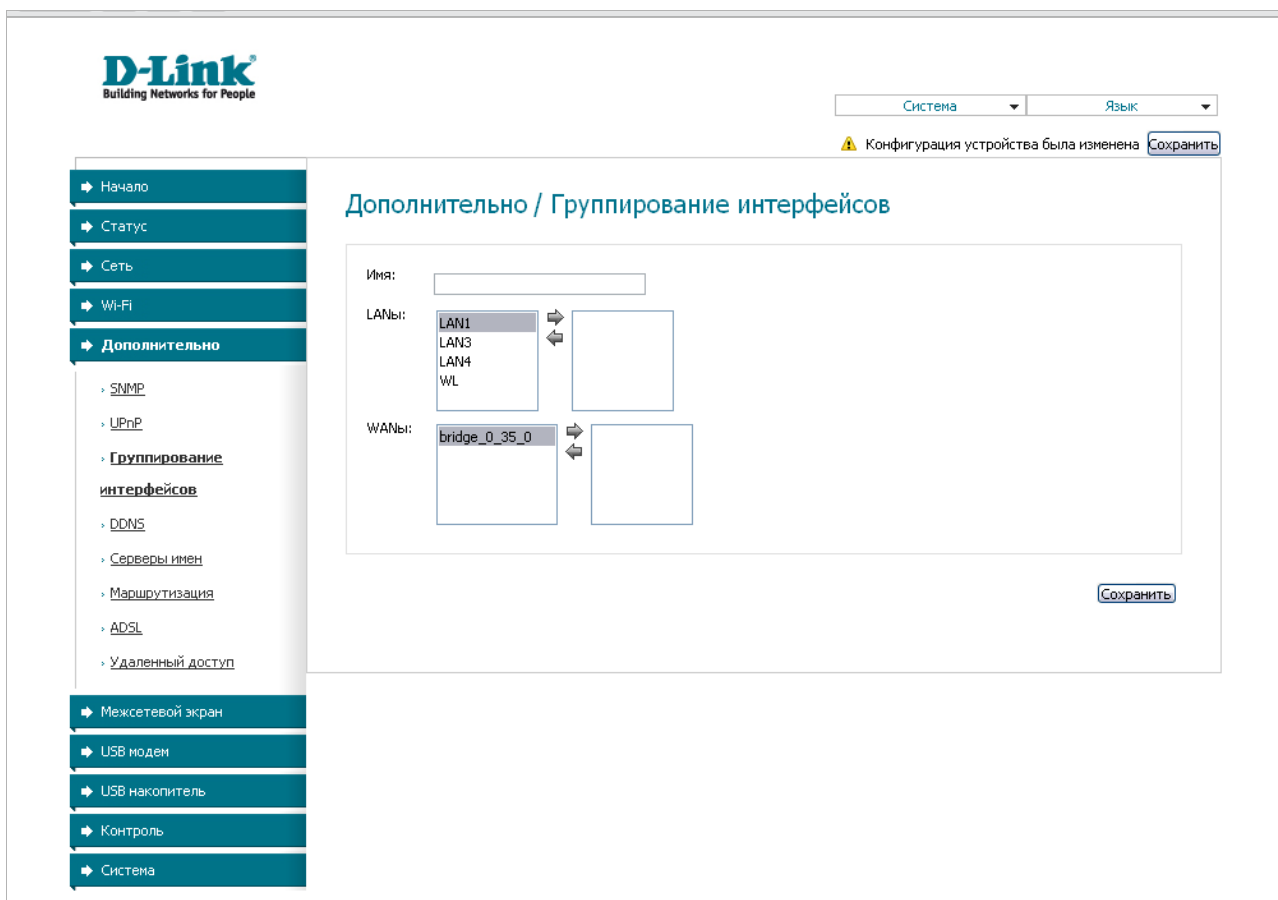 D-Link
Building Networks for People
Система
Язык
Конфигурация устройства была изменена Сохранить
Начало
Статус
Сеть
Wi-Fi
Дополнительно
SNMP
UPnP
Группирование
интерфейсов
DDNS
Серверы имен
Маршрутизация
ADSL
Удаленный доступ
Межсетевой экран
USB модем
USB накопитель
Контроль
Система
Дополнительно / Группирование интерфейсов
Имя:
LANы:
LAN1
LAN3
LAN4
WL
WANы:
bridge_0_35_0
Сохранить